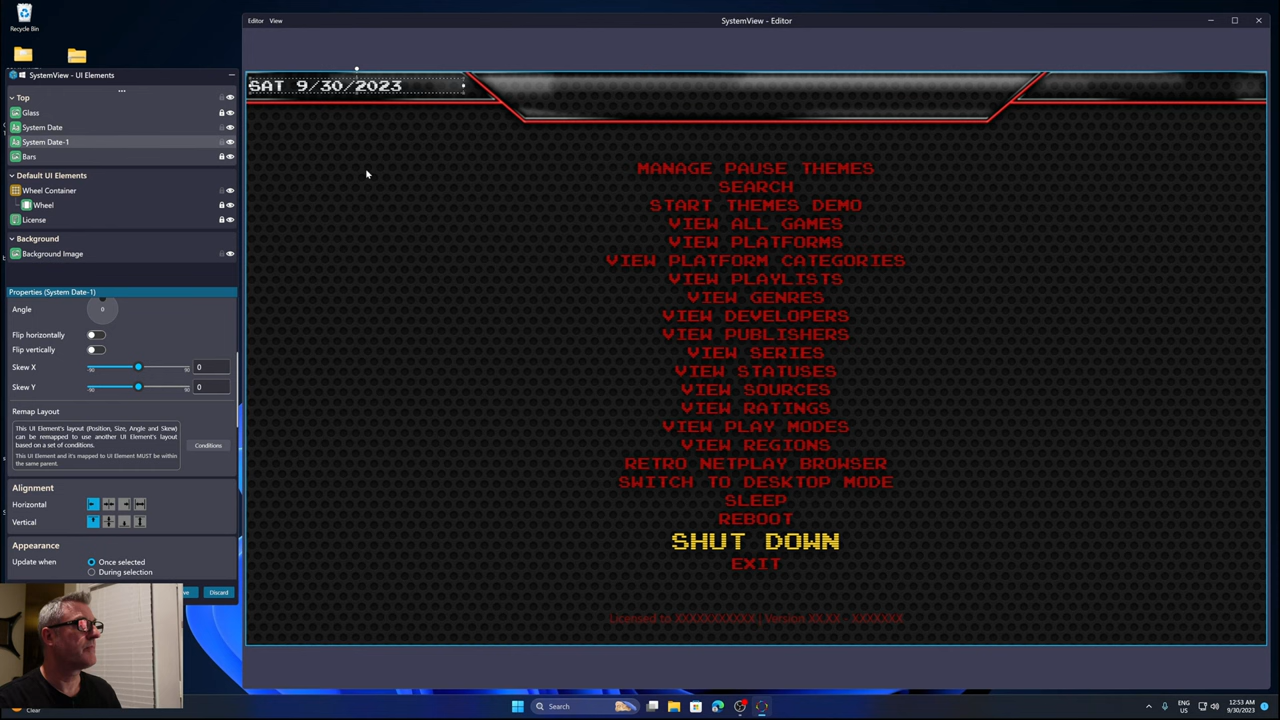 Recycle Bin
Editor View
SystemView - Editor
SystemView - UI Elements
Top
Glass
System Date
System Date-1
Bars
Default UI Elements
Wheel Container
Wheel
License
Background
Background Image
Properties (System Date-1)
Angle
0
Flip horizontally
Flip vertically
Skew X
-90
90
0
Skew Y
-90
90
0
Remap Layout
This UI Element's layout (Position, Size, Angle and Skew)
can be remapped to use another UI Element's layout
based on a set of conditions.
This UI Element and it's mapped to UI Element MUST be within
the same parent.
Conditions
Alignment
Horizontal
Vertical
Appearance
Update when
Once selected
During selection
Discard
SAT 9/30/2023
MANAGE PAUSE THEMES
SEARCH
START THEMES DEMO
VIEW ALL GAMES
VIEW PLATFORMS
VIEW PLATFORM CATEGORIES
VIEW PLAYLISTS
VIEW GENRES
VIEW DEVELOPERS
VIEW PUBLISHERS
VIEW SERIES
VIEW STATUSES
VIEW SOURCES
VIEW RATINGS
VIEW PLAY MODES
VIEW REGIONS
RETRO NETPLAY BROWSER
SWITCH TO DESKTOP MODE
SLEEP
REBOOT
SHUT DOWN
EXIT
Licensed to XXXXXXXXXXX | Version XX.XX - XXXXXXX
Clear
Search
ENG
US
12:53 AM
9/30/2023